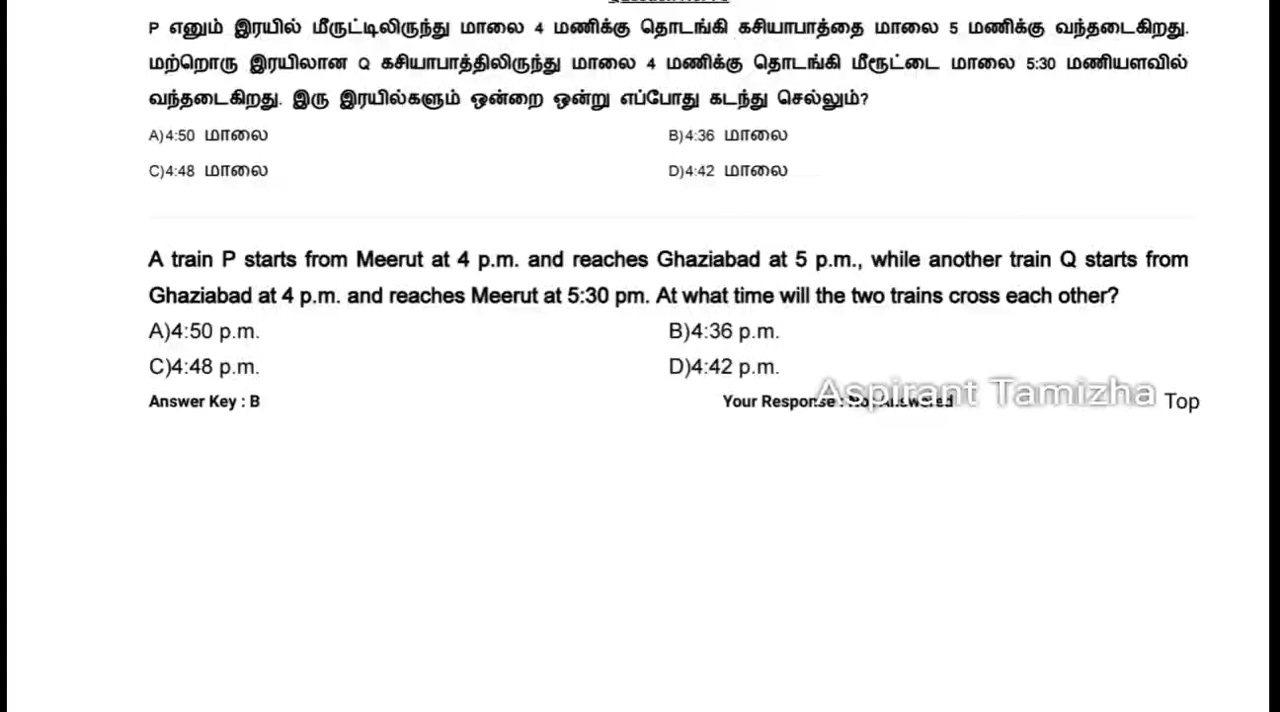 P எனும் இரயில் மீருட்டிலிருந்து மாலை 4 மணிக்கு தொடங்கி கசியாபாத்தை மாலை 5 மணிக்கு வந்தடைகிறது.
மற்றொரு இரயிலான Q கசியாபாத்திலிருந்து மாலை 4 மணிக்கு தொடங்கி மீரூட்டை மாலை 5:30 மணியளவில்
வந்தடைகிறது. இரு இரயில்களும் ஒன்றை ஒன்று எப்போது கடந்து செல்லும்?
A)4:50 மாலை B)4:36 மாலை
C)4:48 மாலை D)4:42 மாலை
A train P starts from Meerut at 4 p.m. and reaches Ghaziabad at 5 p.m., while another train Q starts from
Ghaziabad at 4 p.m. and reaches Meerut at 5:30 pm. At what time will the two trains cross each other?
A)4:50 p.m. B)4:36 p.m.
C)4:48 p.m. D)4:42 p.m.
Answer Key : B Your Response : Not Answered
Aspirant Tamizha Top